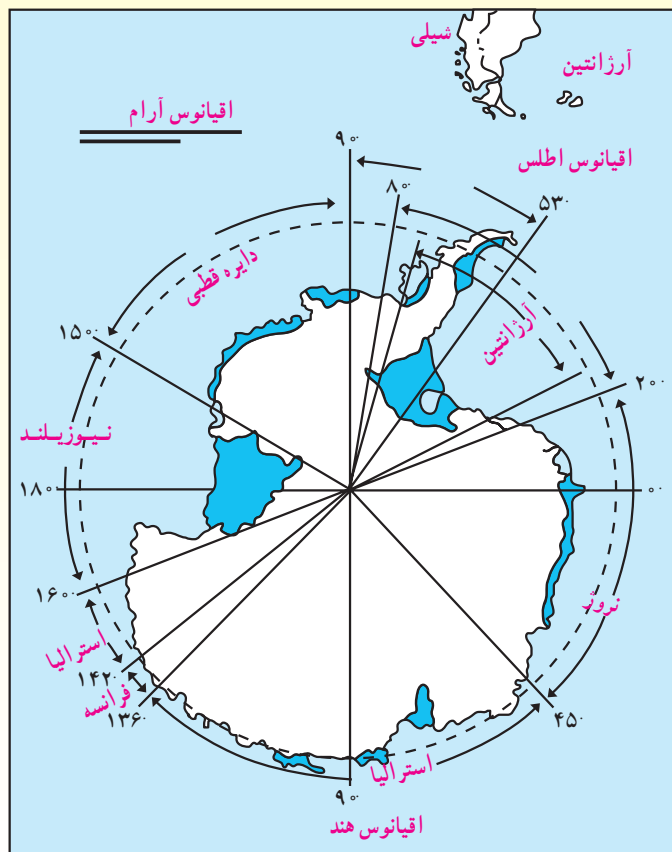 شیلی
آرژانتین
اقیانوس آرام
اقیانوس اطلس
۹۰°
۸۰°
۵۳۰
دایره قطبی
آرژانتین
۱۵۰°
۲۰°
نیوزیلند
۱۸۰°
۰°
۱۶۰°
نروژ
استرالیا
۱۴۲°
فرانسه
۱۳۶°
۴۵°
استرالیا
۹۰°
اقیانوس هند